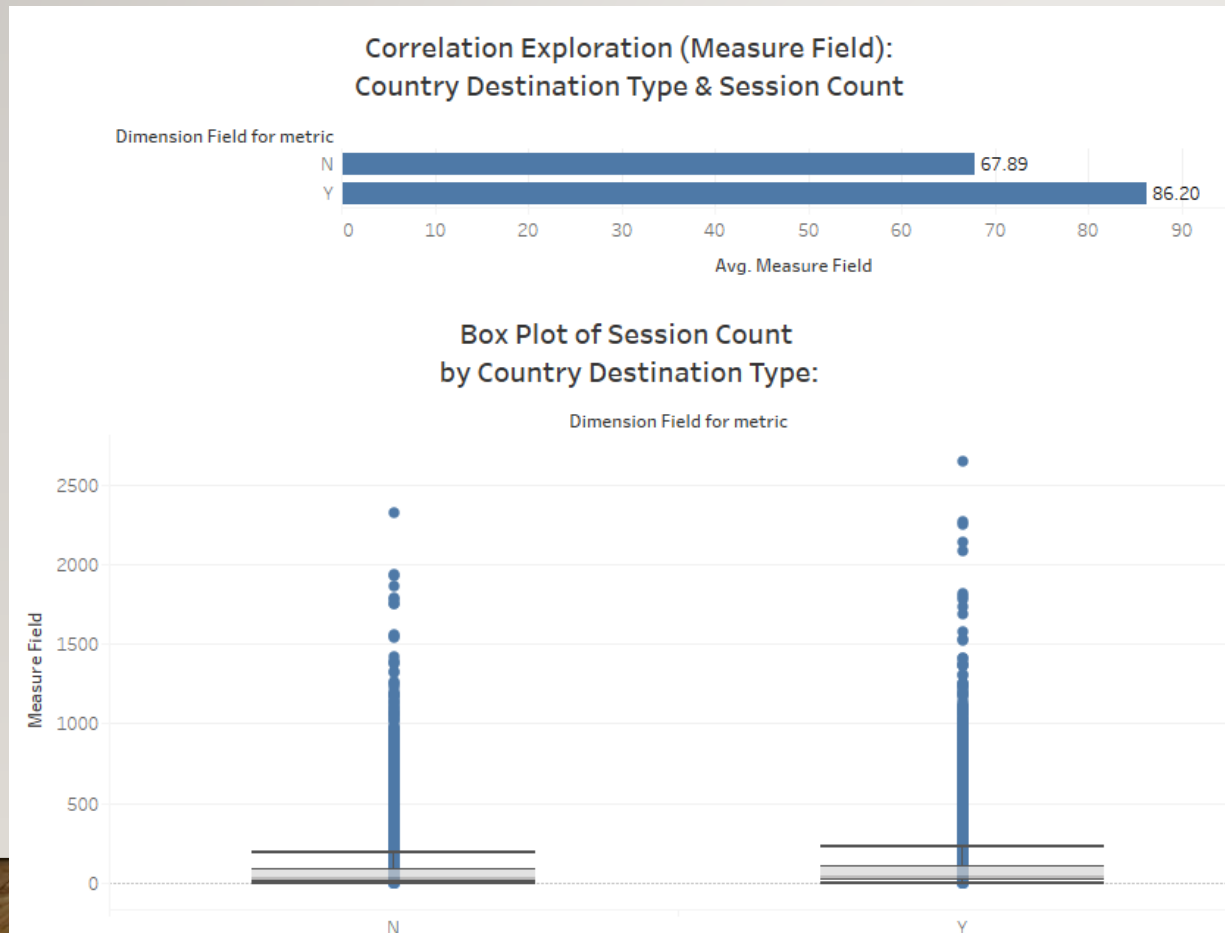 Correlation Exploration (Measure Field):
Country Destination Type & Session Count
Dimension Field for metric
N
67.89
Y
86.20
0 10 20 30 40 50 60 70 80 90
Avg. Measure Field
Box Plot of Session Count
by Country Destination Type:
Dimension Field for metric
2500
2000
1500
1000
500
0
Measure Field
N Y